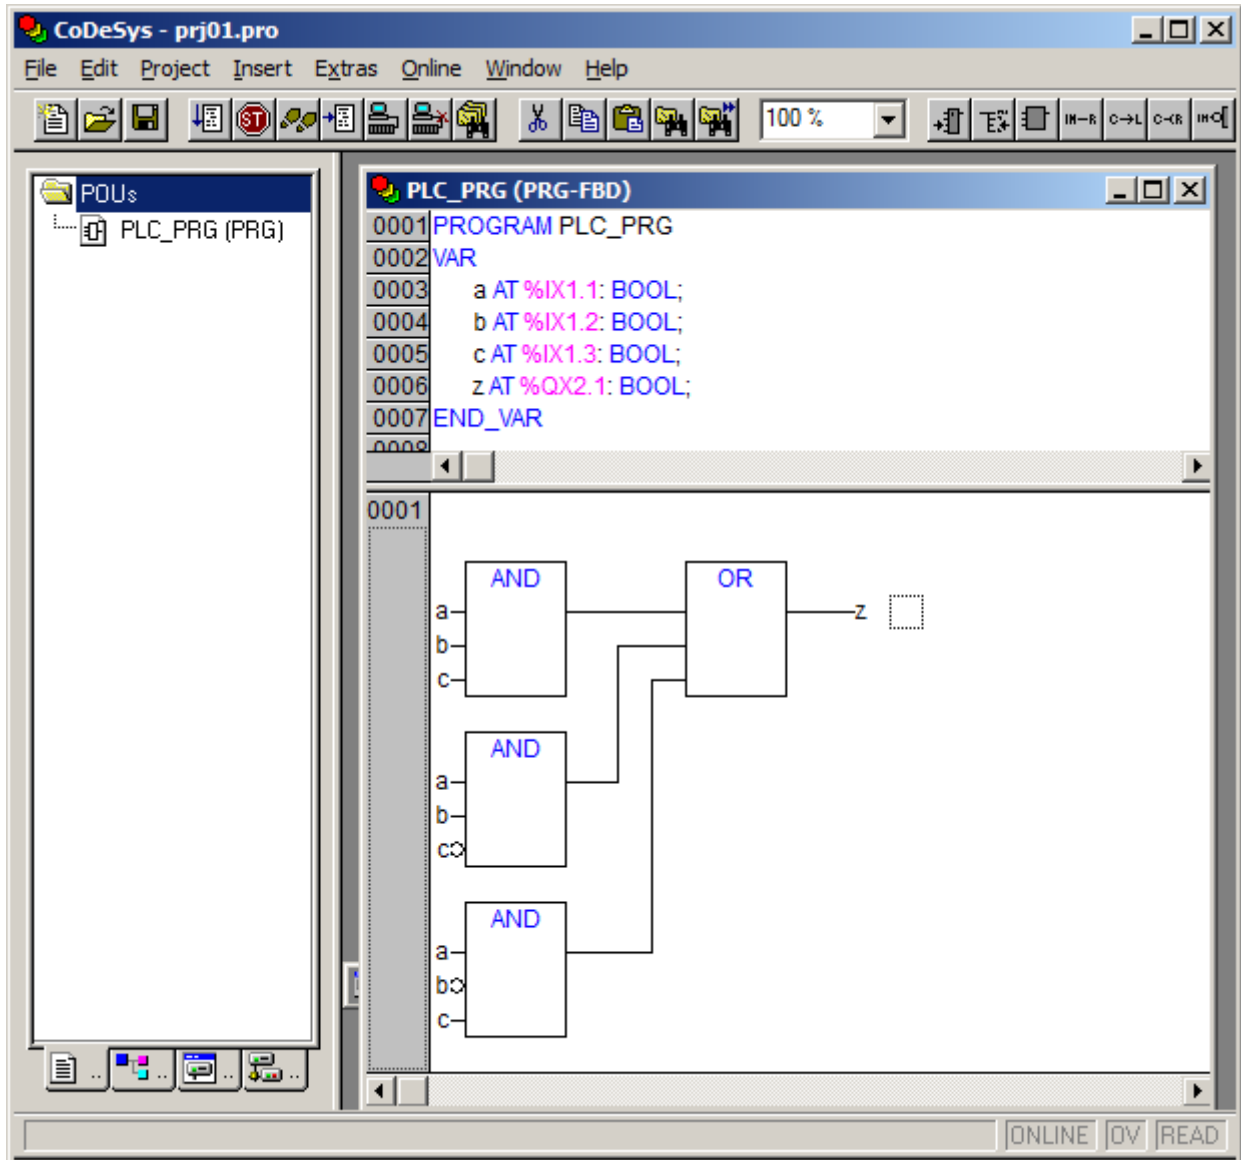 CoDeSys - prj01.pro
File Edit Project Insert Extras Online Window Help
100 %
POUs
PLC_PRG (PRG)
PLC_PRG (PRG-FBD)
0001 PROGRAM PLC_PRG
0002 VAR
0003 a AT %IX1.1: BOOL;
0004 b AT %IX1.2: BOOL;
0005 c AT %IX1.3: BOOL;
0006 z AT %QX2.1: BOOL;
0007 END_VAR
0008
0001
AND OR
a z
b
c
AND
a
b
c
AND
a
b
c
.. .. .. ..
ONLINE OV READ